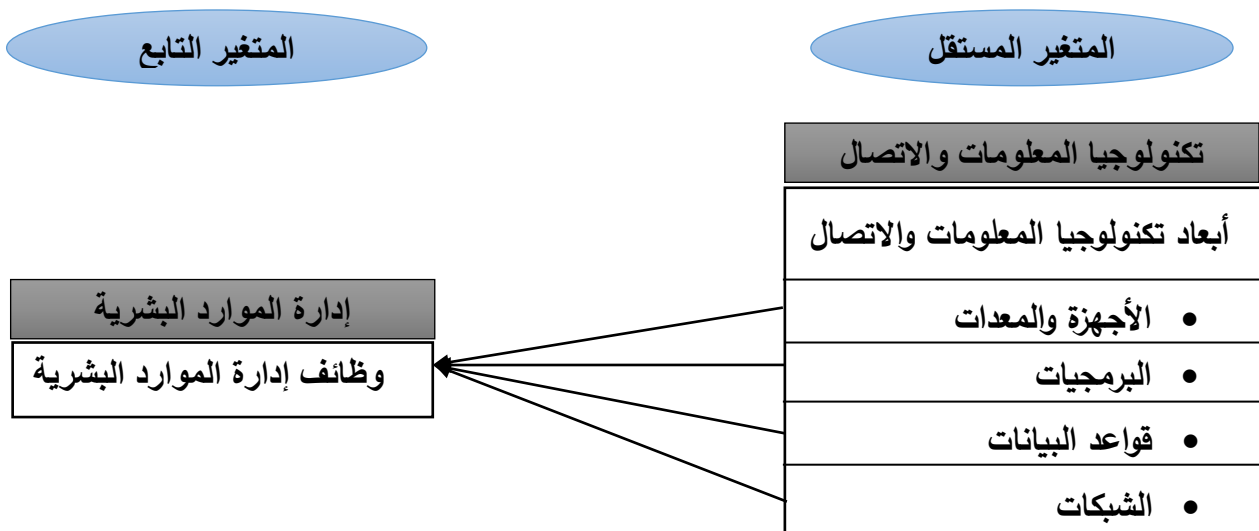 المتغير المستقل
المتغير التابع
تكنولوجيا المعلومات والاتصال
أبعاد تكنولوجيا المعلومات والاتصال
• الأجهزة والمعدات
• البرمجيات
• قواعد البيانات
• الشبكات
إدارة الموارد البشرية
وظائف إدارة الموارد البشرية